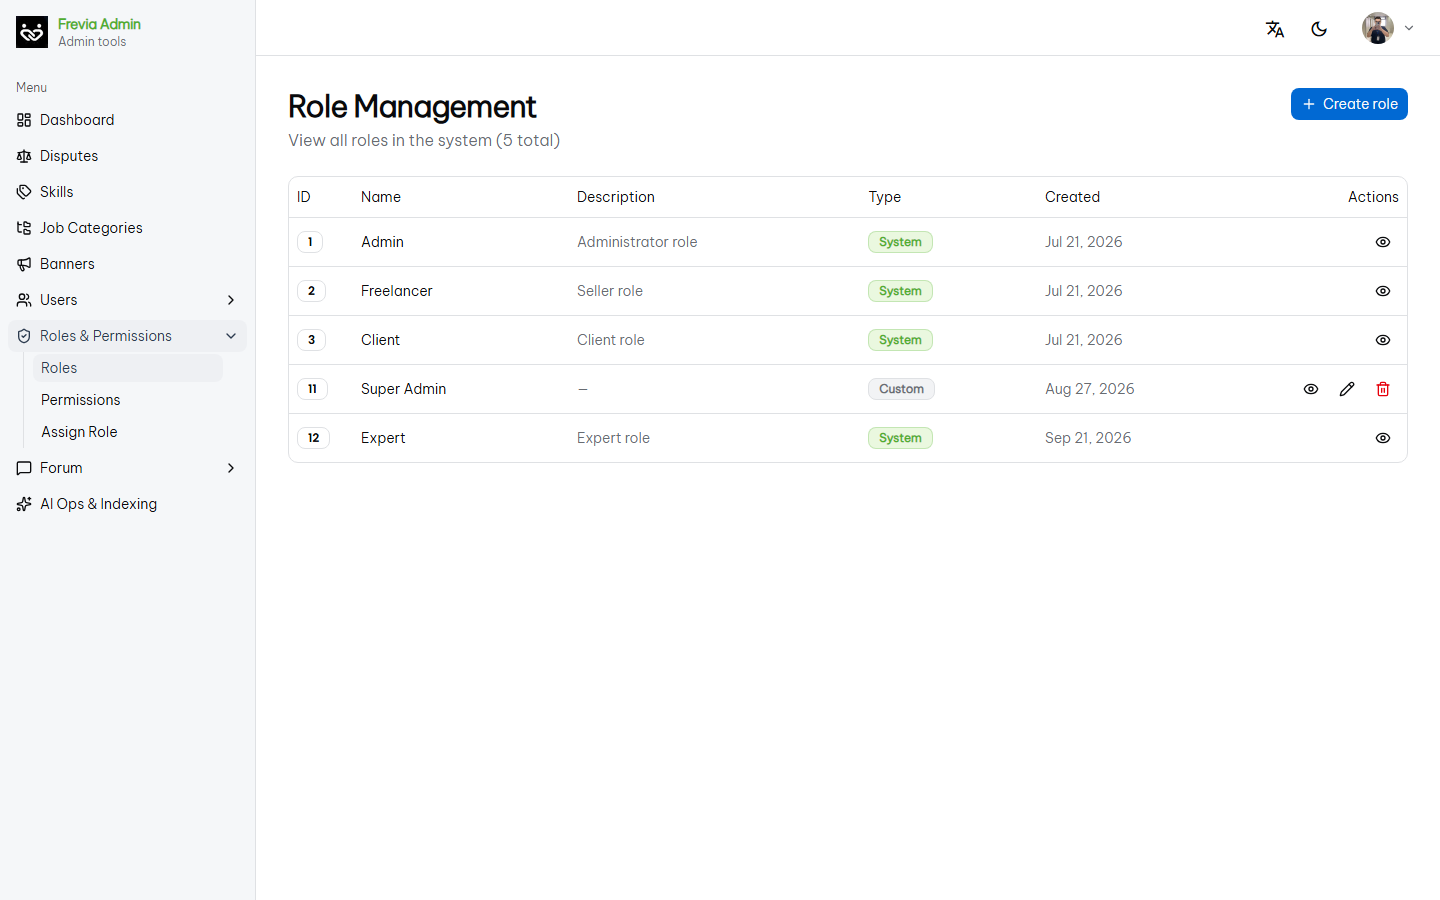 Frevia Admin
Admin tools
Menu
Dashboard
Disputes
Skills
Job Categories
Banners
Users
Roles & Permissions
Roles
Permissions
Assign Role
Forum
AI Ops & Indexing
Role Management
View all roles in the system (5 total)
Create role
ID Name Description Type Created Actions
1 Admin Administrator role System Jul 21, 2026
2 Freelancer Seller role System Jul 21, 2026
3 Client Client role System Jul 21, 2026
11 Super Admin — Custom Aug 27, 2026
12 Expert Expert role System Sep 21, 2026